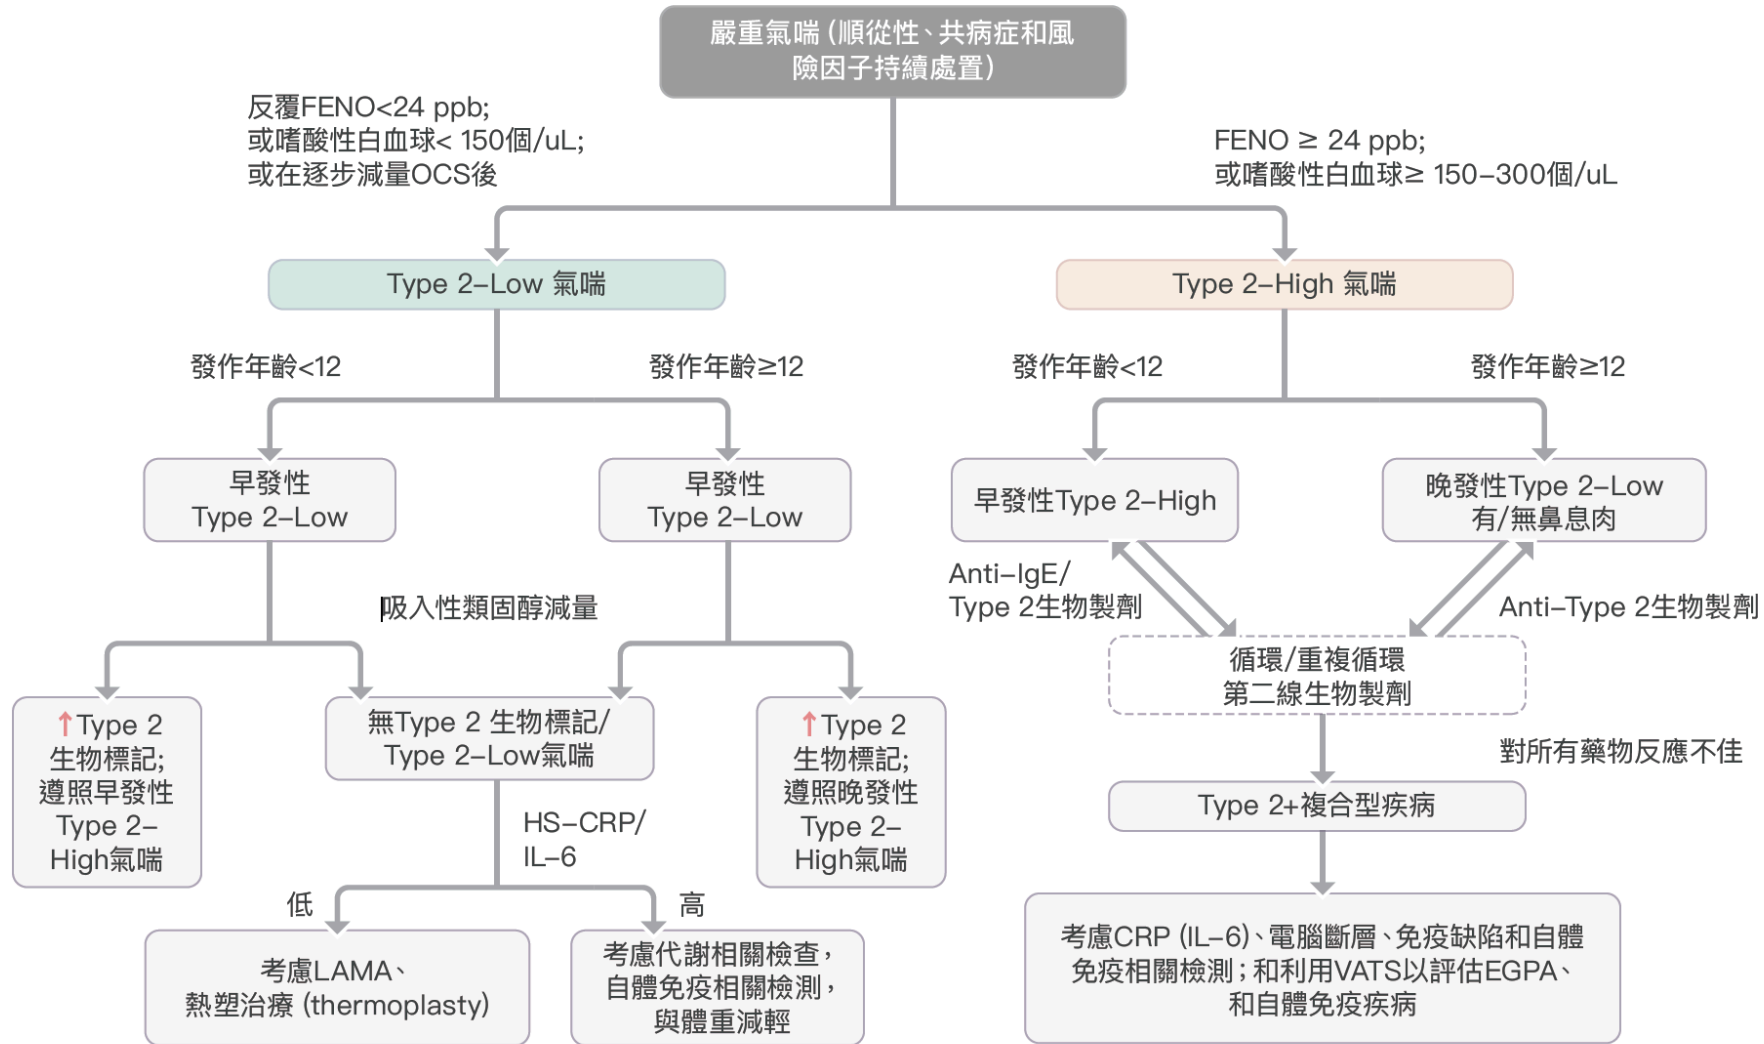 嚴重氣喘 (順從性、共病症和風
險因子持續處置)
反覆FENO<24 ppb;
或嗜酸性白血球< 150個/uL;
或在逐步減量OCS後
FENO ≥ 24 ppb;
或嗜酸性白血球≥ 150–300個/uL
Type 2–Low 氣喘
Type 2–High 氣喘
發作年齡<12
發作年齡≥12
發作年齡<12
發作年齡≥12
早發性
Type 2–Low
早發性
Type 2–Low
早發性Type 2–High
晚發性Type 2–Low
有/無鼻息肉
吸入性類固醇減量
Anti–IgE/
Type 2生物製劑
Anti–Type 2生物製劑
循環/重複循環
第二線生物製劑
↑Type 2
生物標記;
遵照早發性
Type 2–
High氣喘
無Type 2 生物標記/
Type 2–Low氣喘
↑Type 2
生物標記;
遵照晚發性
Type 2–
High氣喘
對所有藥物反應不佳
Type 2+複合型疾病
HS–CRP/
IL–6
低
高
考慮LAMA、
熱塑治療 (thermoplasty)
考慮代謝相關檢查，
自體免疫相關檢測，
與體重減輕
考慮CRP (IL–6)、電腦斷層、免疫缺陷和自體
免疫相關檢測；和利用VATS以評估EGPA、
和自體免疫疾病